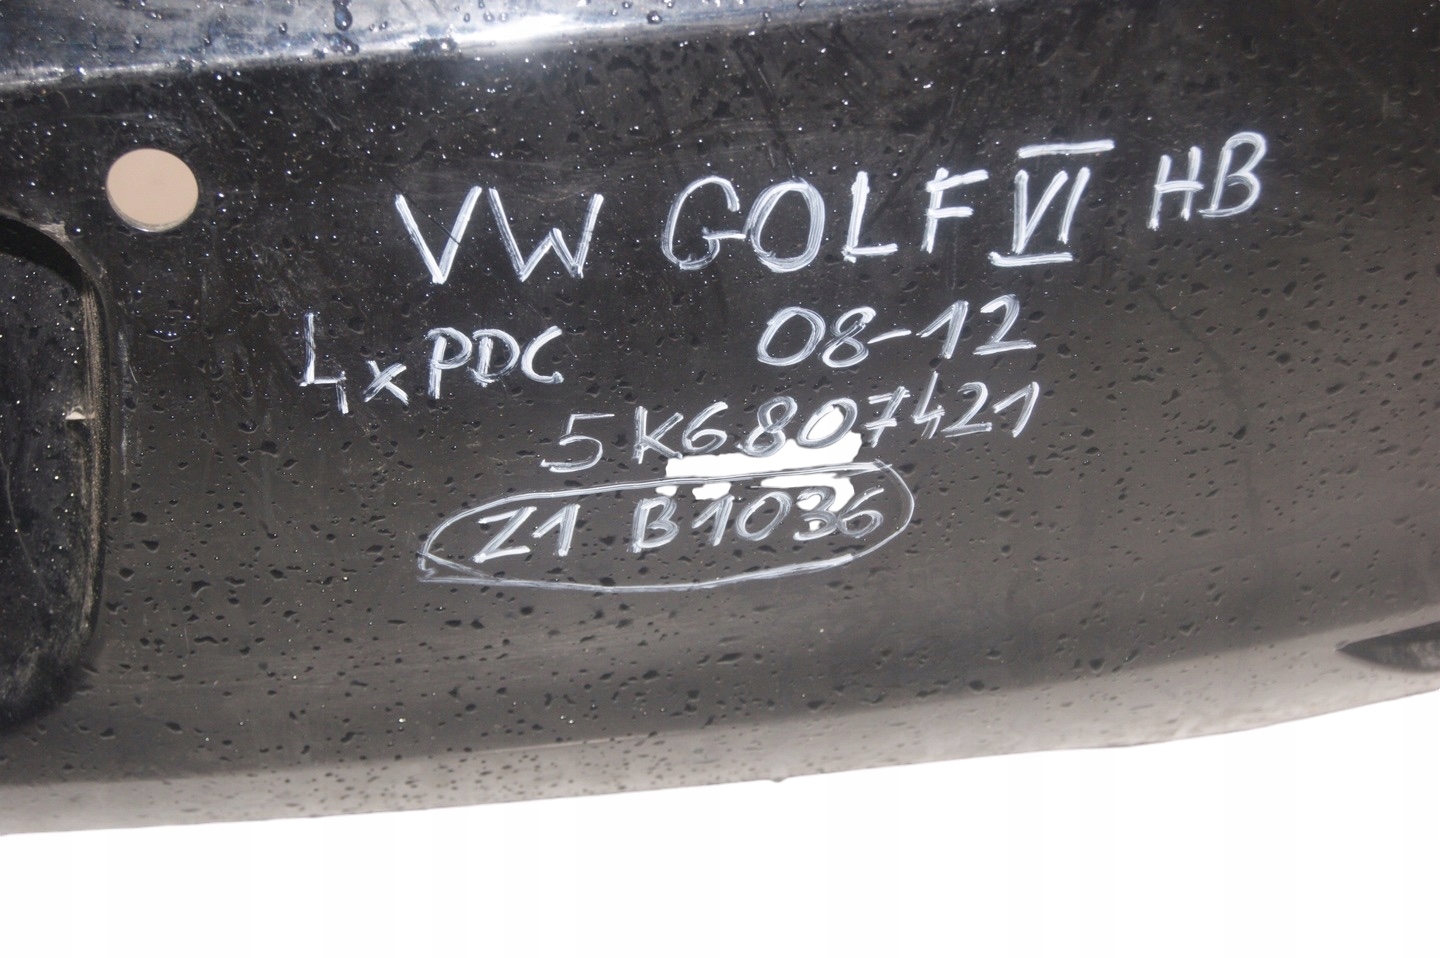 VW GOLF VI HB
4xPDC 08-12
5K6807421
Z1 B1036